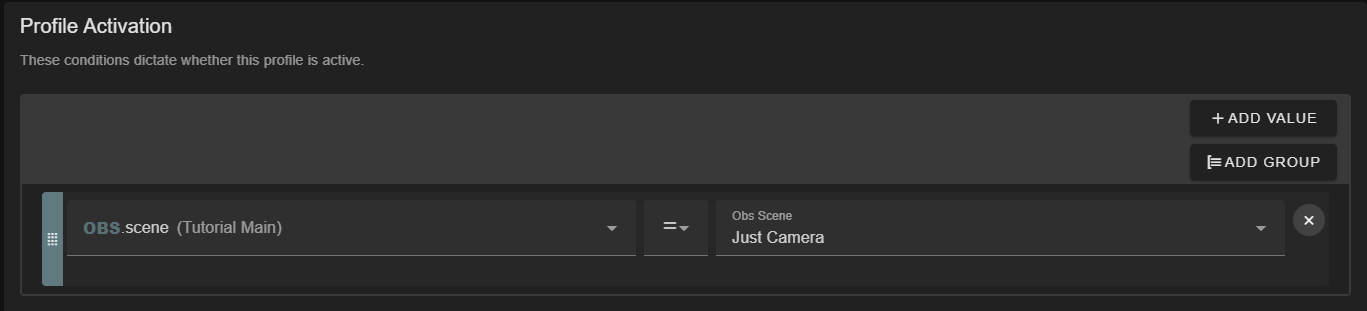 Profile Activation
These conditions dictate whether this profile is active.
+ ADD VALUE
ADD GROUP
OBS.scene (Tutorial Main)
=
Obs Scene
Just Camera